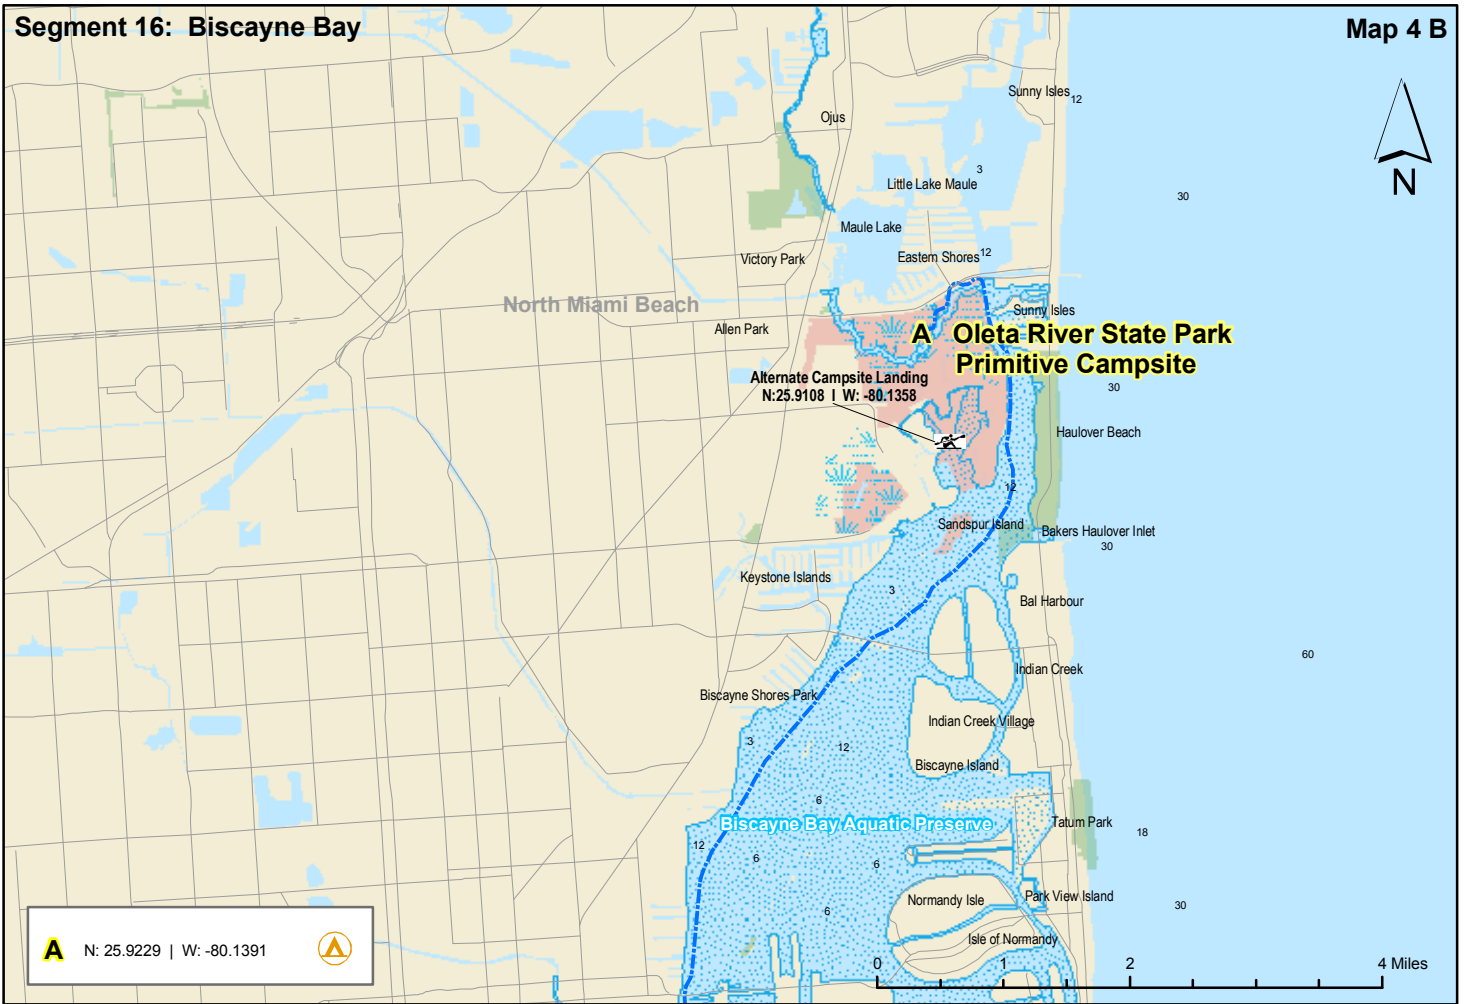 Segment 16: Biscayne Bay
Map 4 B
Sunny Isles
12
Ojus
N
3
Little Lake Maule
30
Maule Lake
Victory Park
Eastern Shores
12
North Miami Beach
Sunny Isles
Allen Park
A Oleta River State Park
Primitive Campsite
Alternate Campsite Landing
N:25.9108 I W: -80.1358
30
Haulover Beach
12
Sandspur Island
Bakers Haulover Inlet
30
Keystone Islands
3
Bal Harbour
60
Indian Creek
Biscayne Shores Park
Indian Creek Village
3
12
Biscayne Island
6
Biscayne Bay Aquatic Preserve
Tatum Park
18
12
6
6
Normandy Isle
Park View Island
30
6
Isle of Normandy
A N: 25.9229 | W: -80.1391
0 1 2 4 Miles